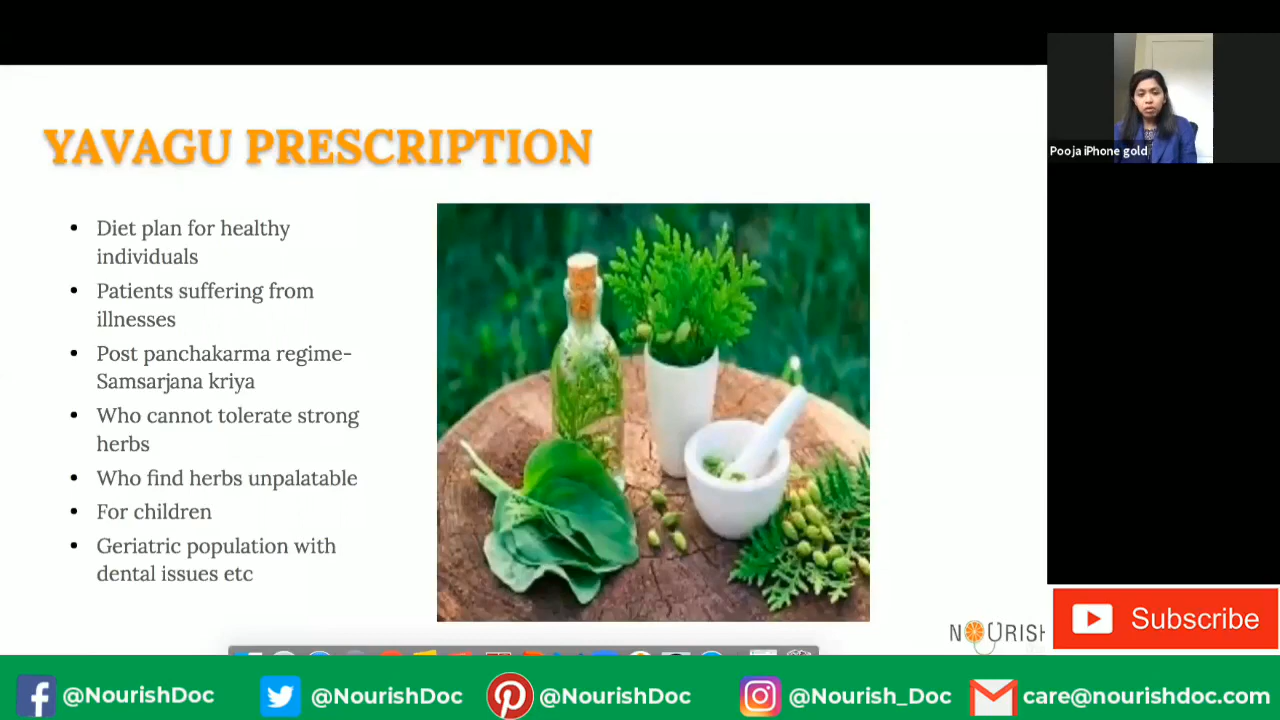 YAVAGU PRESCRIPTION
• Diet plan for healthy
individuals
• Patients suffering from
illnesses
• Post panchakarma regime-
Samsarjana kriya
• Who cannot tolerate strong
herbs
• Who find herbs unpalatable
• For children
• Geriatric population with
dental issues etc
Pooja iPhone gold
NOURISH
Subscribe
@NourishDoc
@NourishDoc
@NourishDoc
@Nourish_Doc
care@nourishdoc.com